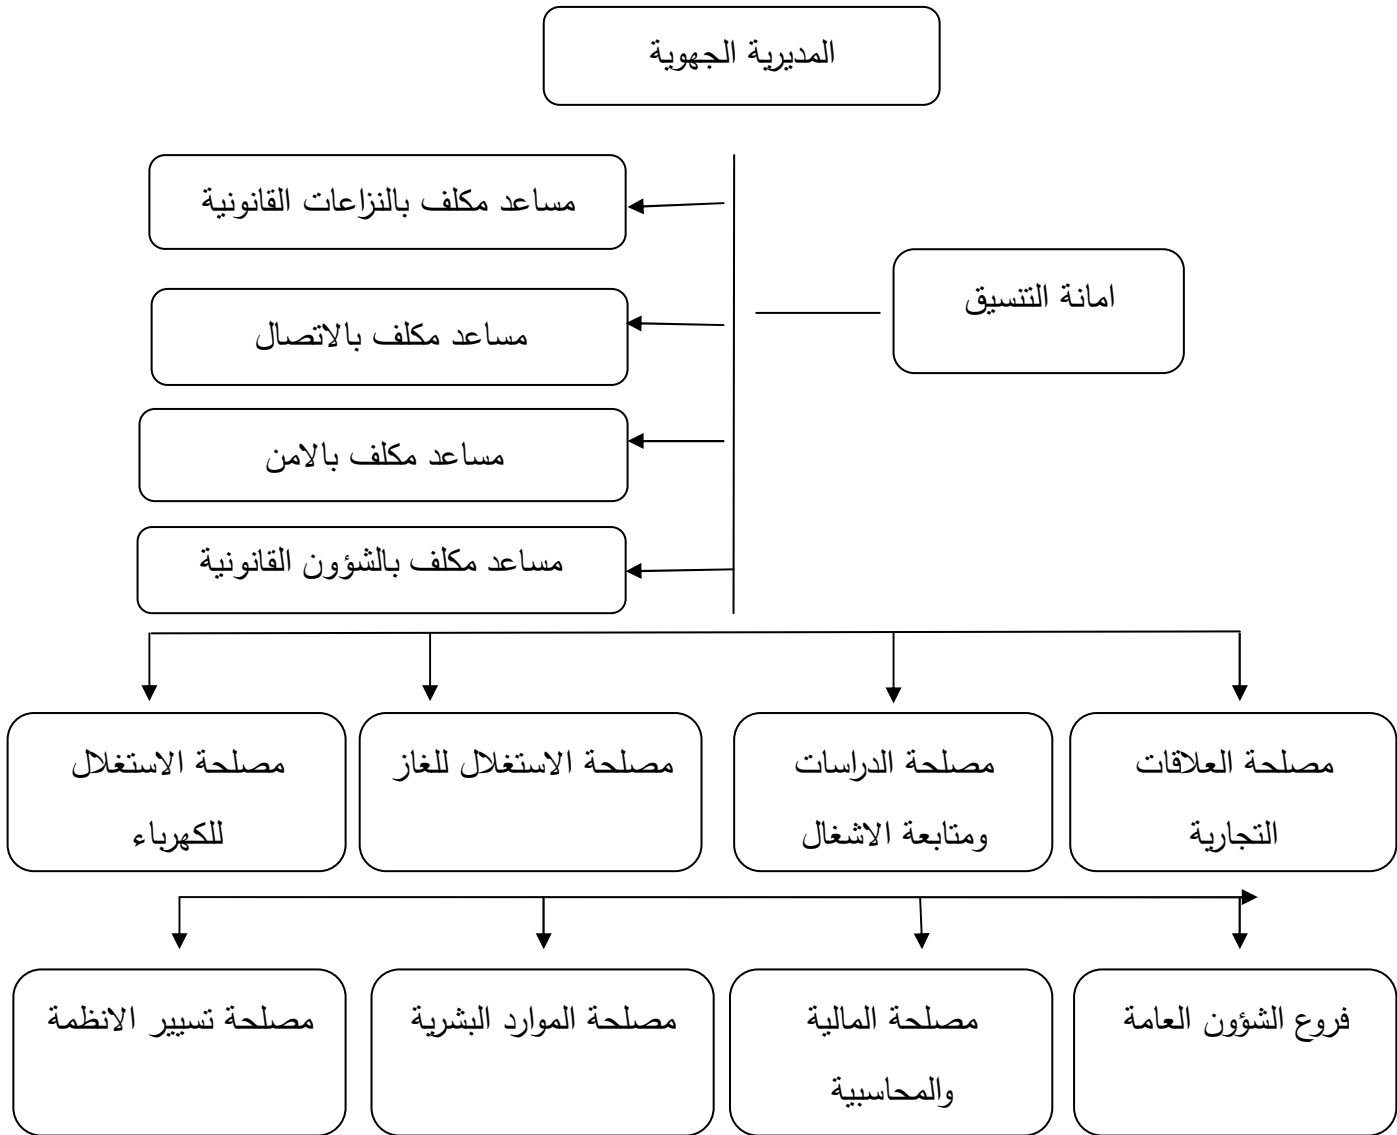 المديرية الجهوية
مساعد مكلف بالنزاعات القانونية
امانة التنسيق
مساعد مكلف بالاتصال
مساعد مكلف بالامن
مساعد مكلف بالشؤون القانونية
مصلحة العلاقات
التجارية
مصلحة الدراسات
ومتابعة الاشغال
مصلحة الاستغلال للغاز
مصلحة الاستغلال
للكهرباء
فروع الشؤون العامة
مصلحة المالية
والمحاسبية
مصلحة الموارد البشرية
مصلحة تسيير الانظمة